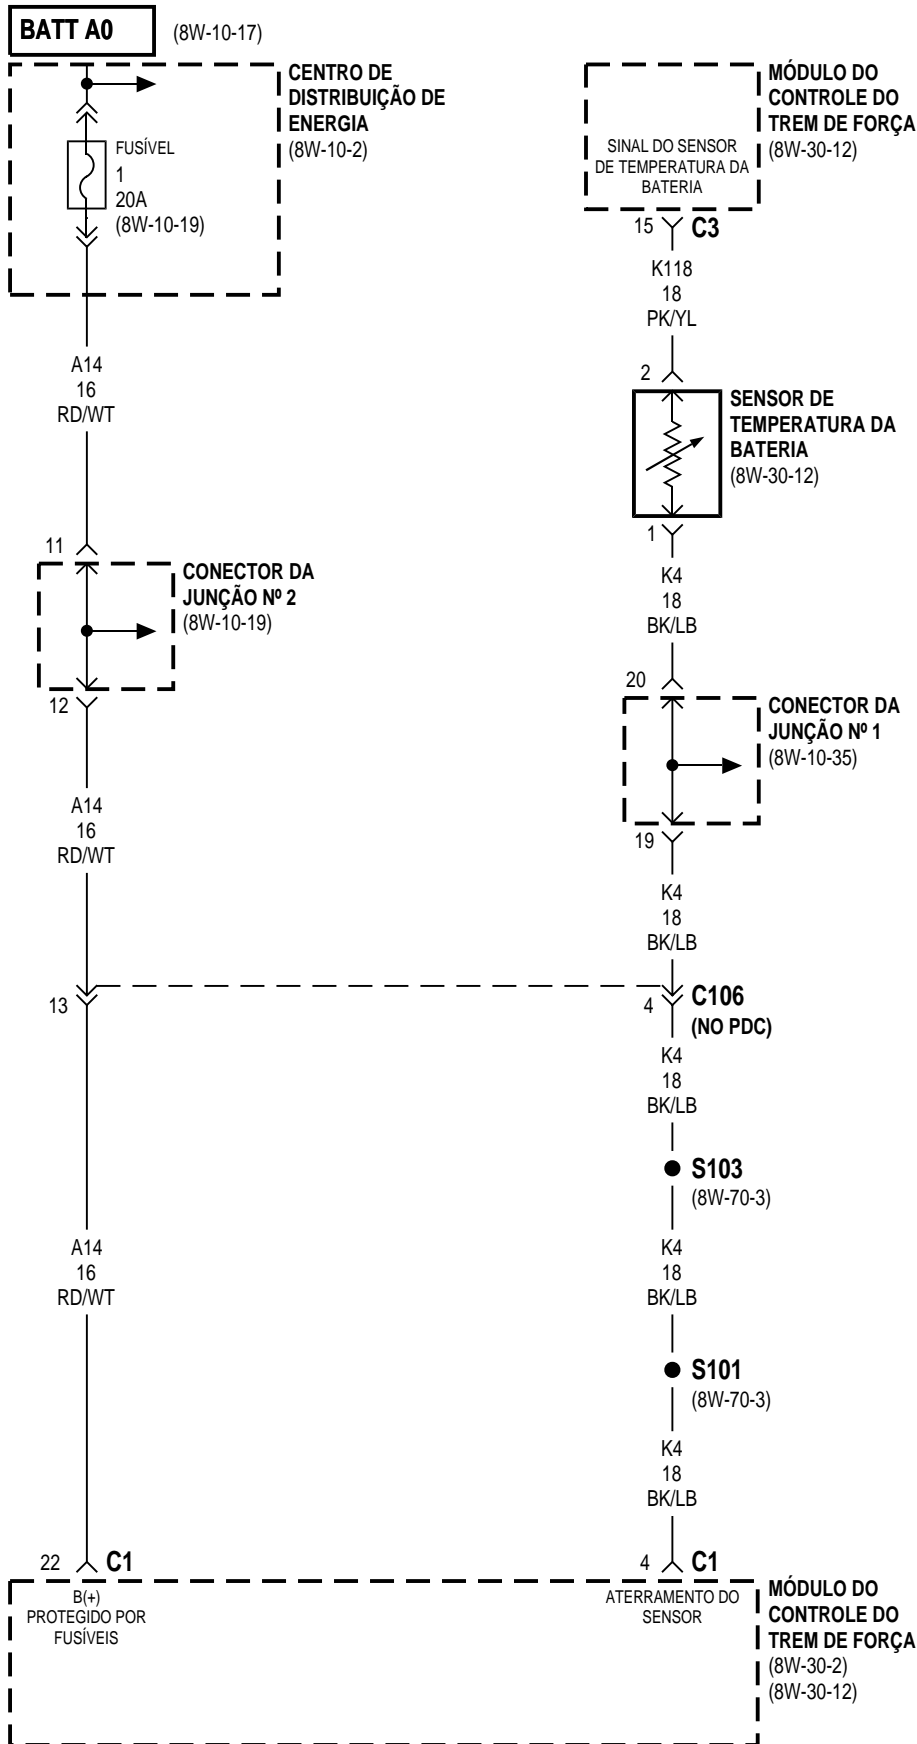 BATT A0
(8W-10-17)
CENTRO DE
DISTRIBUIÇÃO DE
ENERGIA
(8W-10-2)
FUSÍVEL
1
20A
(8W-10-19)
MÓDULO DO
CONTROLE DO
TREM DE FORÇA
(8W-30-12)
SINAL DO SENSOR
DE TEMPERATURA DA
BATERIA
15
C3
K118
18
PK/YL
A14
16
RD/WT
2
SENSOR DE
TEMPERATURA DA
BATERIA
(8W-30-12)
1
11
CONECTOR DA
JUNÇÃO Nº 2
(8W-10-19)
12
K4
18
BK/LB
20
CONECTOR DA
JUNÇÃO Nº 1
(8W-10-35)
19
A14
16
RD/WT
K4
18
BK/LB
13
4
C106
(NO PDC)
K4
18
BK/LB
S103
(8W-70-3)
A14
16
RD/WT
K4
18
BK/LB
S101
(8W-70-3)
K4
18
BK/LB
22
C1
4
C1
B(+)
PROTEGIDO POR
FUSÍVEIS
ATERRAMENTO DO
SENSOR
MÓDULO DO
CONTROLE DO
TREM DE FORÇA
(8W-30-2)
(8W-30-12)